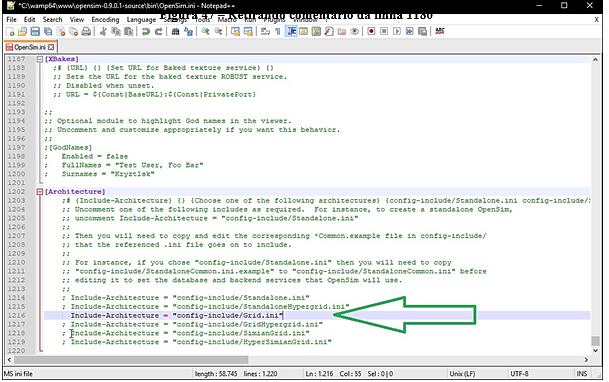 Figura 47 – Retirando comentário da linha 1180
*C:\wamp64\www\opensim-0.9.0.1-source\bin\OpenSim.ini - Notepad++
File Edit Search View Encoding Language Settings Tools Macro Run Plugins Window ?
OpenSim.ini
1187 [XBakes]
1188 ;# {URL} {} {Set URL for Baked texture service} {}
1189 ;; Sets the URL for the baked texture ROBUST service.
1190 ;; Disabled when unset.
1191 ;; URL = ${Const|BaseURL}:${Const|PrivatePort}
1192
1193 ;;
1194 ;; Optional module to highlight God names in the viewer.
1195 ;; Uncomment and customize appropriately if you want this behavior.
1196 ;;
1197 ;[GodNames]
1198 ; Enabled = false
1199 ; FullNames = "Test User, Foo Bar"
1200 ; Surnames = "Kryztlsk"
1201
1202 [Architecture]
1203 ;# {Include-Architecture} {} {Choose one of the following architectures} {config-include/Standalone.ini config-include/
1204 ;; Uncomment one of the following includes as required. For instance, to create a standalone OpenSim,
1205 ;; uncomment Include-Architecture = "config-include/Standalone.ini"
1206 ;;
1207 ;; Then you will need to copy and edit the corresponding *Common.example file in config-include/
1208 ;; that the referenced .ini file goes on to include.
1209 ;;
1210 ;; For instance, if you chose "config-include/Standalone.ini" then you will need to copy
1211 ;; "config-include/StandaloneCommon.ini.example" to "config-include/StandaloneCommon.ini" before
1212 ;; editing it to set the database and backend services that OpenSim will use.
1213 ;;
1214 ; Include-Architecture = "config-include/Standalone.ini"
1215 ; Include-Architecture = "config-include/StandaloneHypergrid.ini"
1216 Include-Architecture = "config-include/Grid.ini"
1217 ; Include-Architecture = "config-include/GridHypergrid.ini"
1218 ; Include-Architecture = "config-include/SimianGrid.ini"
1219 ; Include-Architecture = "config-include/HyperSimianGrid.ini"
1220
MS ini file length : 58.745 lines : 1.220 Ln : 1.216 Col : 55 Sel : 0 | 0 Unix (LF) UTF-8 INS